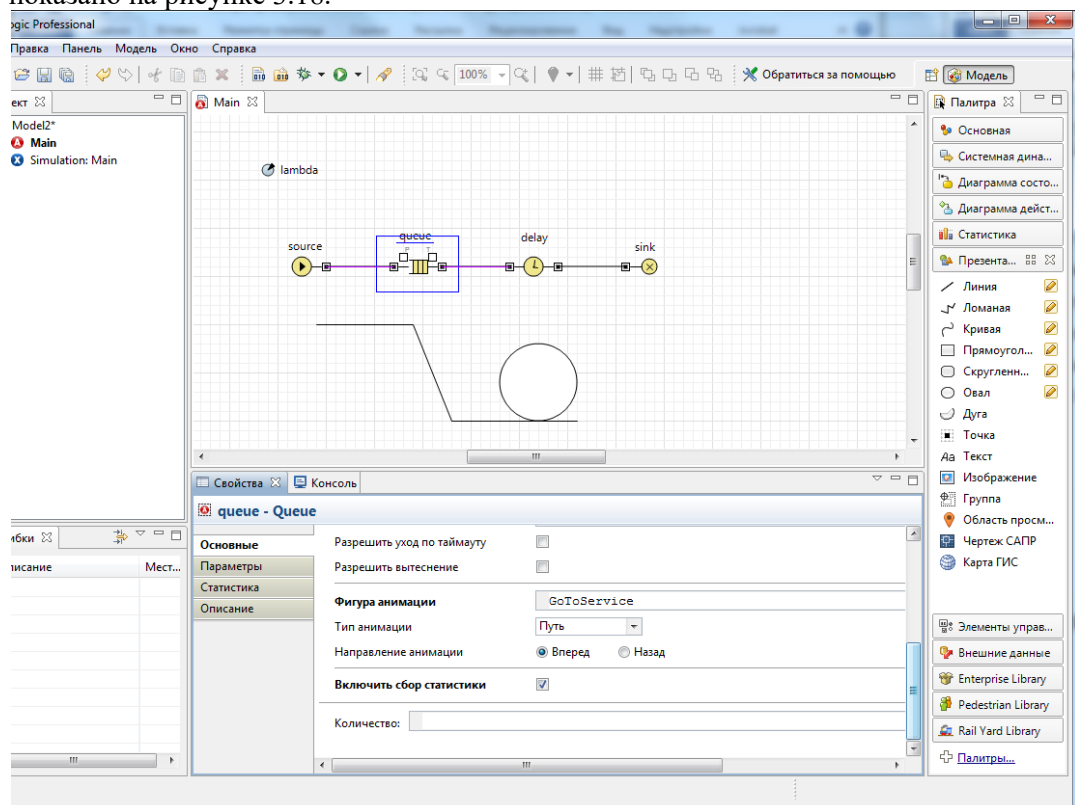 показано на рисунке 3.18.
ogic Professional
Правка Панель Модель Окно Справка
100%
Обратиться за помощью
Модель
ект
Main
Палитра
Model2*
Main
Simulation: Main
lambda
source
queue
P T
delay
sink
Основная
Системная дина...
Диаграмма состо...
Диаграмма дейст...
Статистика
Презента...
Линия
Ломаная
Кривая
Прямоугол...
Скругленн...
Овал
Дуга
Точка
Aa Текст
Изображение
Группа
Область просм...
Чертеж САПР
Карта ГИС
Элементы управ...
Внешние данные
Enterprise Library
Pedestrian Library
Rail Yard Library
Палитры...
Свойства Консоль
queue - Queue
Основные
Параметры
Статистика
Описание
Разрешить уход по таймауту
Разрешить вытеснение
Фигура анимации GoToService
Тип анимации Путь
Направление анимации Вперед Назад
Включить сбор статистики
Количество:
ибки
исание Мест...